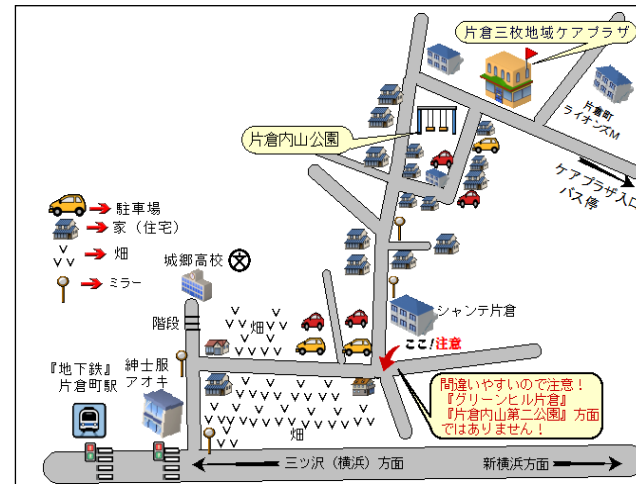 片倉三枚地域ケアプラザ
片倉町
ライオンズM
片倉内山公園
ケアプラザ入口
バス停
駐車場
家（住宅）
畑
ミラー
城郷高校
シャンテ片倉
階段
畑
ここ!注意
『地下鉄』
片倉町駅
紳士服
アオキ
間違いやすいので注意！
『グリーンヒル片倉』
『片倉内山第二公園』方面
ではありません！
畑
三ツ沢（横浜）方面
新横浜方面